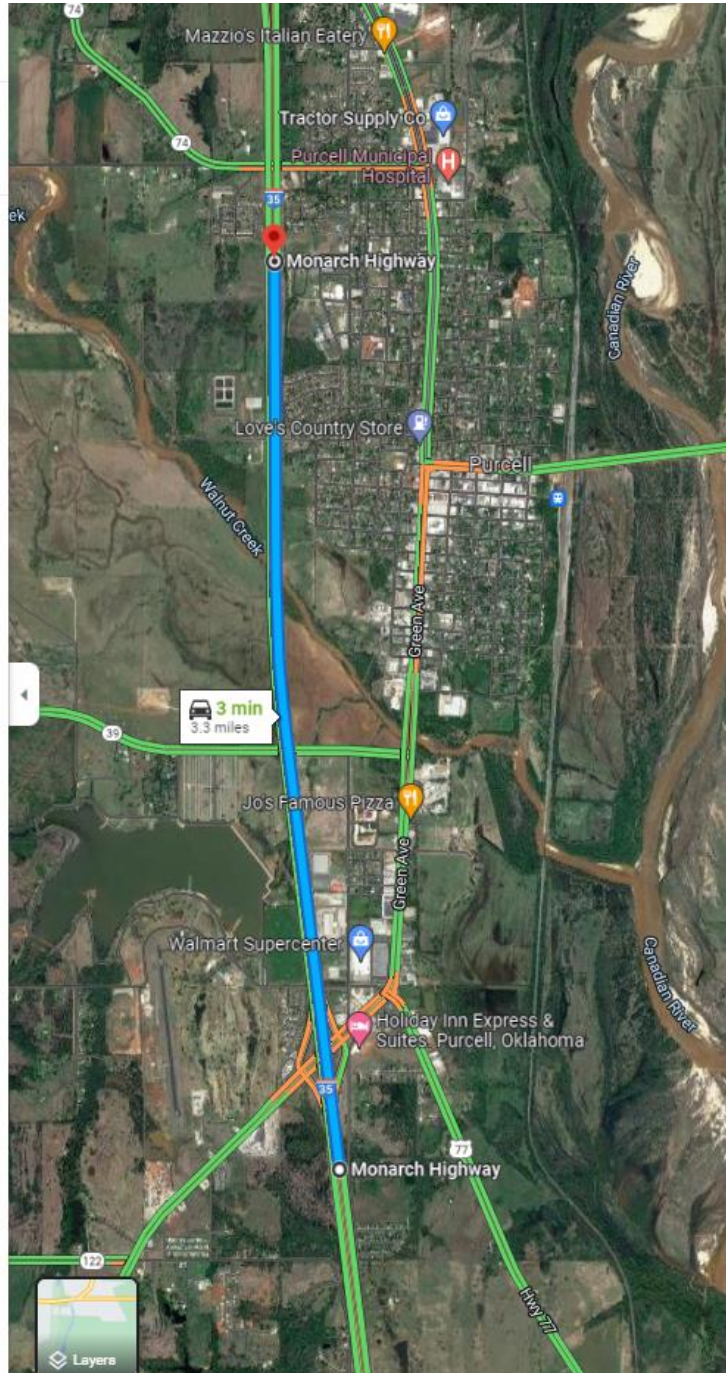 74
Mazzio's Italian Eatery
Tractor Supply Co
74
Purcell Municipal
Hospital
H
35
ek
Monarch Highway
Canadian River
Love's Country Store
Purcell
Walnut Creek
Green Ave
3 min
3.3 miles
39
Jo's Famous Pizza
Green Ave
Walmart Supercenter
Canadian River
Holiday Inn Express &
Suites: Purcell, Oklahoma
35
77
Monarch Highway
122
Hwy 77
Layers